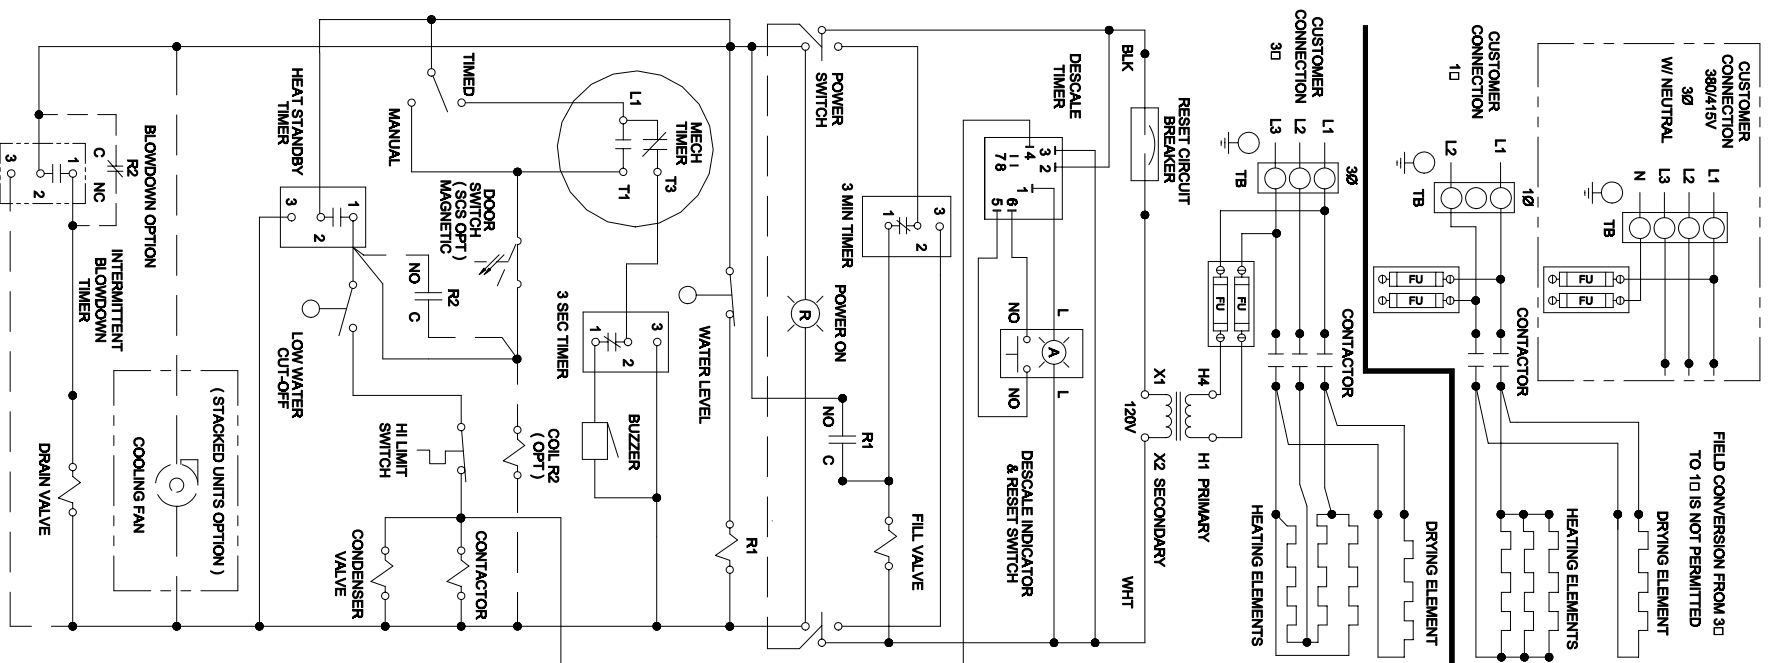 CUSTOMER
CONNECTION
380/415V
3Ø
W/ NEUTRAL
L1
L2
L3
N
TB
FU
FU
FIELD CONVERSION FROM 3□
TO 1□ IS NOT PERMITTED
CUSTOMER
CONNECTION
1□
L1
L2
1Ø
TB
FU
FU
CONTACTOR
DRYING ELEMENT
HEATING ELEMENTS
CUSTOMER
CONNECTION
3□
L1
L2
L3
3Ø
TB
FU
FU
CONTACTOR
DRYING ELEMENT
HEATING ELEMENTS
H4
H1 PRIMARY
X1
X2 SECONDARY
120V
RESET CIRCUIT
BREAKER
BLK
WHT
DESCALE
TIMER
3
2
4
1
7
8
6
5
L
L
A
NO
NO
DESCALE INDICATOR
& RESET SWITCH
3 MIN TIMER
3
1
2
FILL VALVE
R1
NO
C
POWER
SWITCH
POWER ON
R
WATER LEVEL
R1
MECH
TIMER
L1
T3
T1
3 SEC TIMER
3
1
2
BUZZER
TIMED
MANUAL
DOOR
SWITCH
( SCS OPT )
MAGNETIC
COIL R2
( OPT )
R2
NO
C
HEAT STANDBY
TIMER
1
3
2
LOW WATER
CUT-OFF
HI LIMIT
SWITCH
CONTACTOR
CONDENSER
VALVE
( STACKED UNITS OPTION )
COOLING FAN
BLOWDOWN OPTION
R2
C
NC
1
3
2
INTERMITTENT
BLOWDOWN
TIMER
DRAIN VALVE